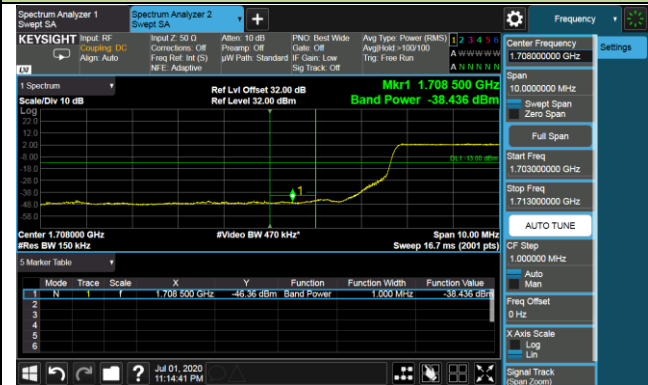 Spectrum Analyzer 1
Swept SA
Spectrum Analyzer 2
Swept SA
Frequency
KEYSIGHT
Input: RF
Coupling: DC
Align: Auto
Input Z: 50 Ω
Corrections: Off
Freq Ref: Int (S)
NFE: Adaptive
Atten: 10 dB
Preamp: Off
µW Path: Standard
PNO: Best Wide
Gate: Off
IF Gain: Low
Sig Track: Off
Avg Type: Power (RMS)
Avg|Hold:>100/100
Trig: Free Run
1 2 3 4 5 6
A W W W W W
A N N N N N
LXI
1 Spectrum
Scale/Div 10 dB
Ref Lvl Offset 32.00 dB
Ref Level 32.00 dBm
Mkr1 1.708 500 GHz
Band Power -38.436 dBm
Log
22.0
12.0
2.00
-8.00
-18.0
-28.0
-38.0
-48.0
-58.0
DL1 -13.00 dBm
1
Center 1.708000 GHz
#Res BW 150 kHz
#Video BW 470 kHz*
Span 10.00 MHz
Sweep 16.7 ms (2001 pts)
5 Marker Table
Mode Trace Scale X Y Function Function Width Function Value
1 N 1 f 1.708 500 GHz -46.36 dBm Band Power 1.000 MHz -38.436 dBm
2
3
4
5
6
Jul 01, 2020
11:14:41 PM
Center Frequency
1.708000000 GHz
Settings
Span
10.0000000 MHz
Swept Span
Zero Span
Full Span
Start Freq
1.703000000 GHz
Stop Freq
1.713000000 GHz
AUTO TUNE
CF Step
1.000000 MHz
Auto
Man
Freq Offset
0 Hz
X Axis Scale
Log
Lin
Signal Track
(Span Zoom)